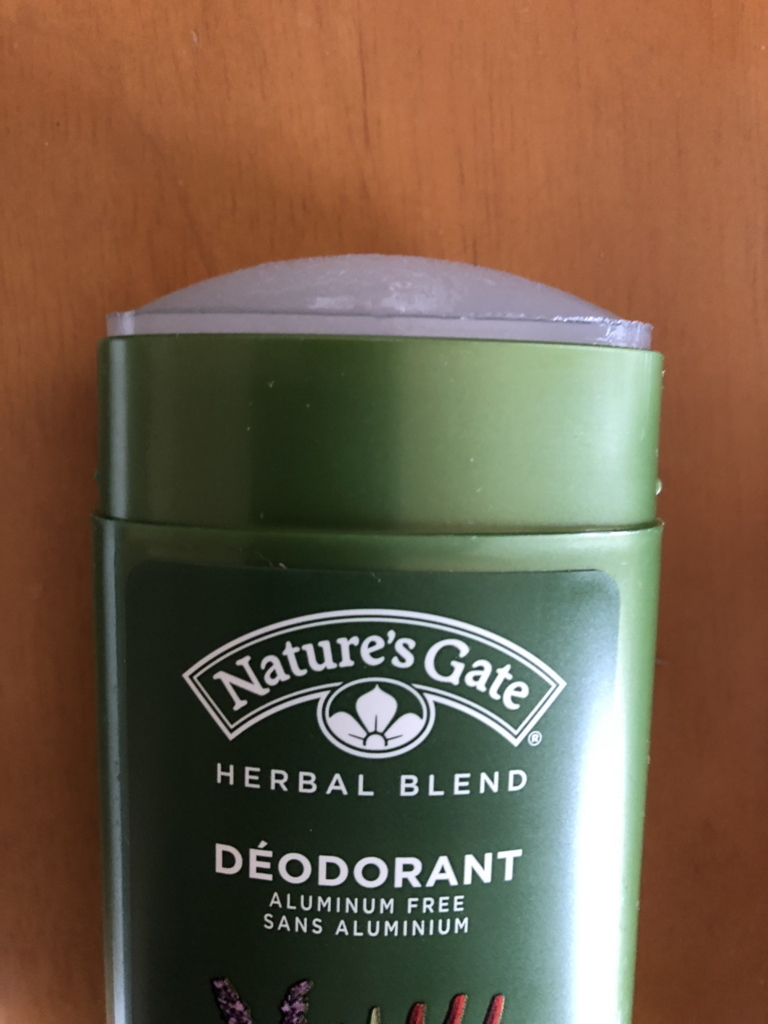 Nature's Gate
®
HERBAL BLEND
DÉODORANT
ALUMINUM FREE
SANS ALUMINIUM